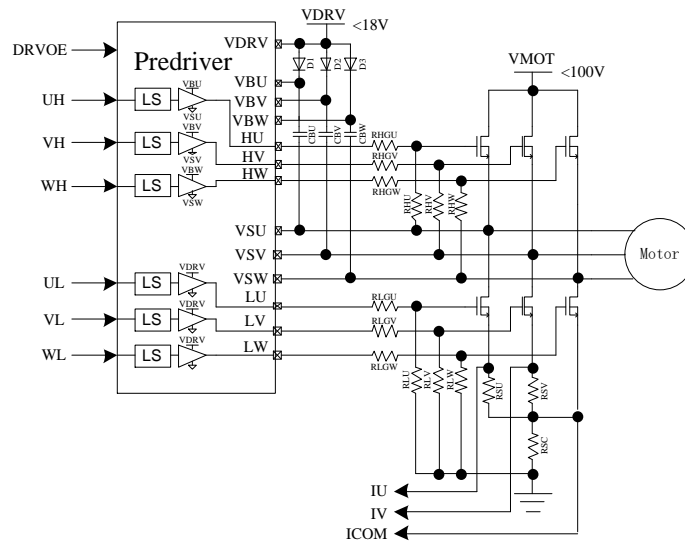 VDRV
<18V
DRVOE
VDRV
Predriver
D1
D2
D3
VMOT
<100V
VBU
VBU
UH
LS
VBV
VSU
VBW
CBU
CBV
CBW
HU
RHGU
VBV
VH
LS
HV
RHGV
VSV
VBW
HW
RHGW
WH
LS
VSW
RHU
RHV
RHW
VSU
VSV
Motor
VSW
UL
LS
VDRV
LU
RLGU
VDRV
VL
LS
LV
RLGV
VDRV
WL
LS
LW
RLGW
RLU
RLV
RLW
RSU
RSV
RSC
IU
IV
ICOM